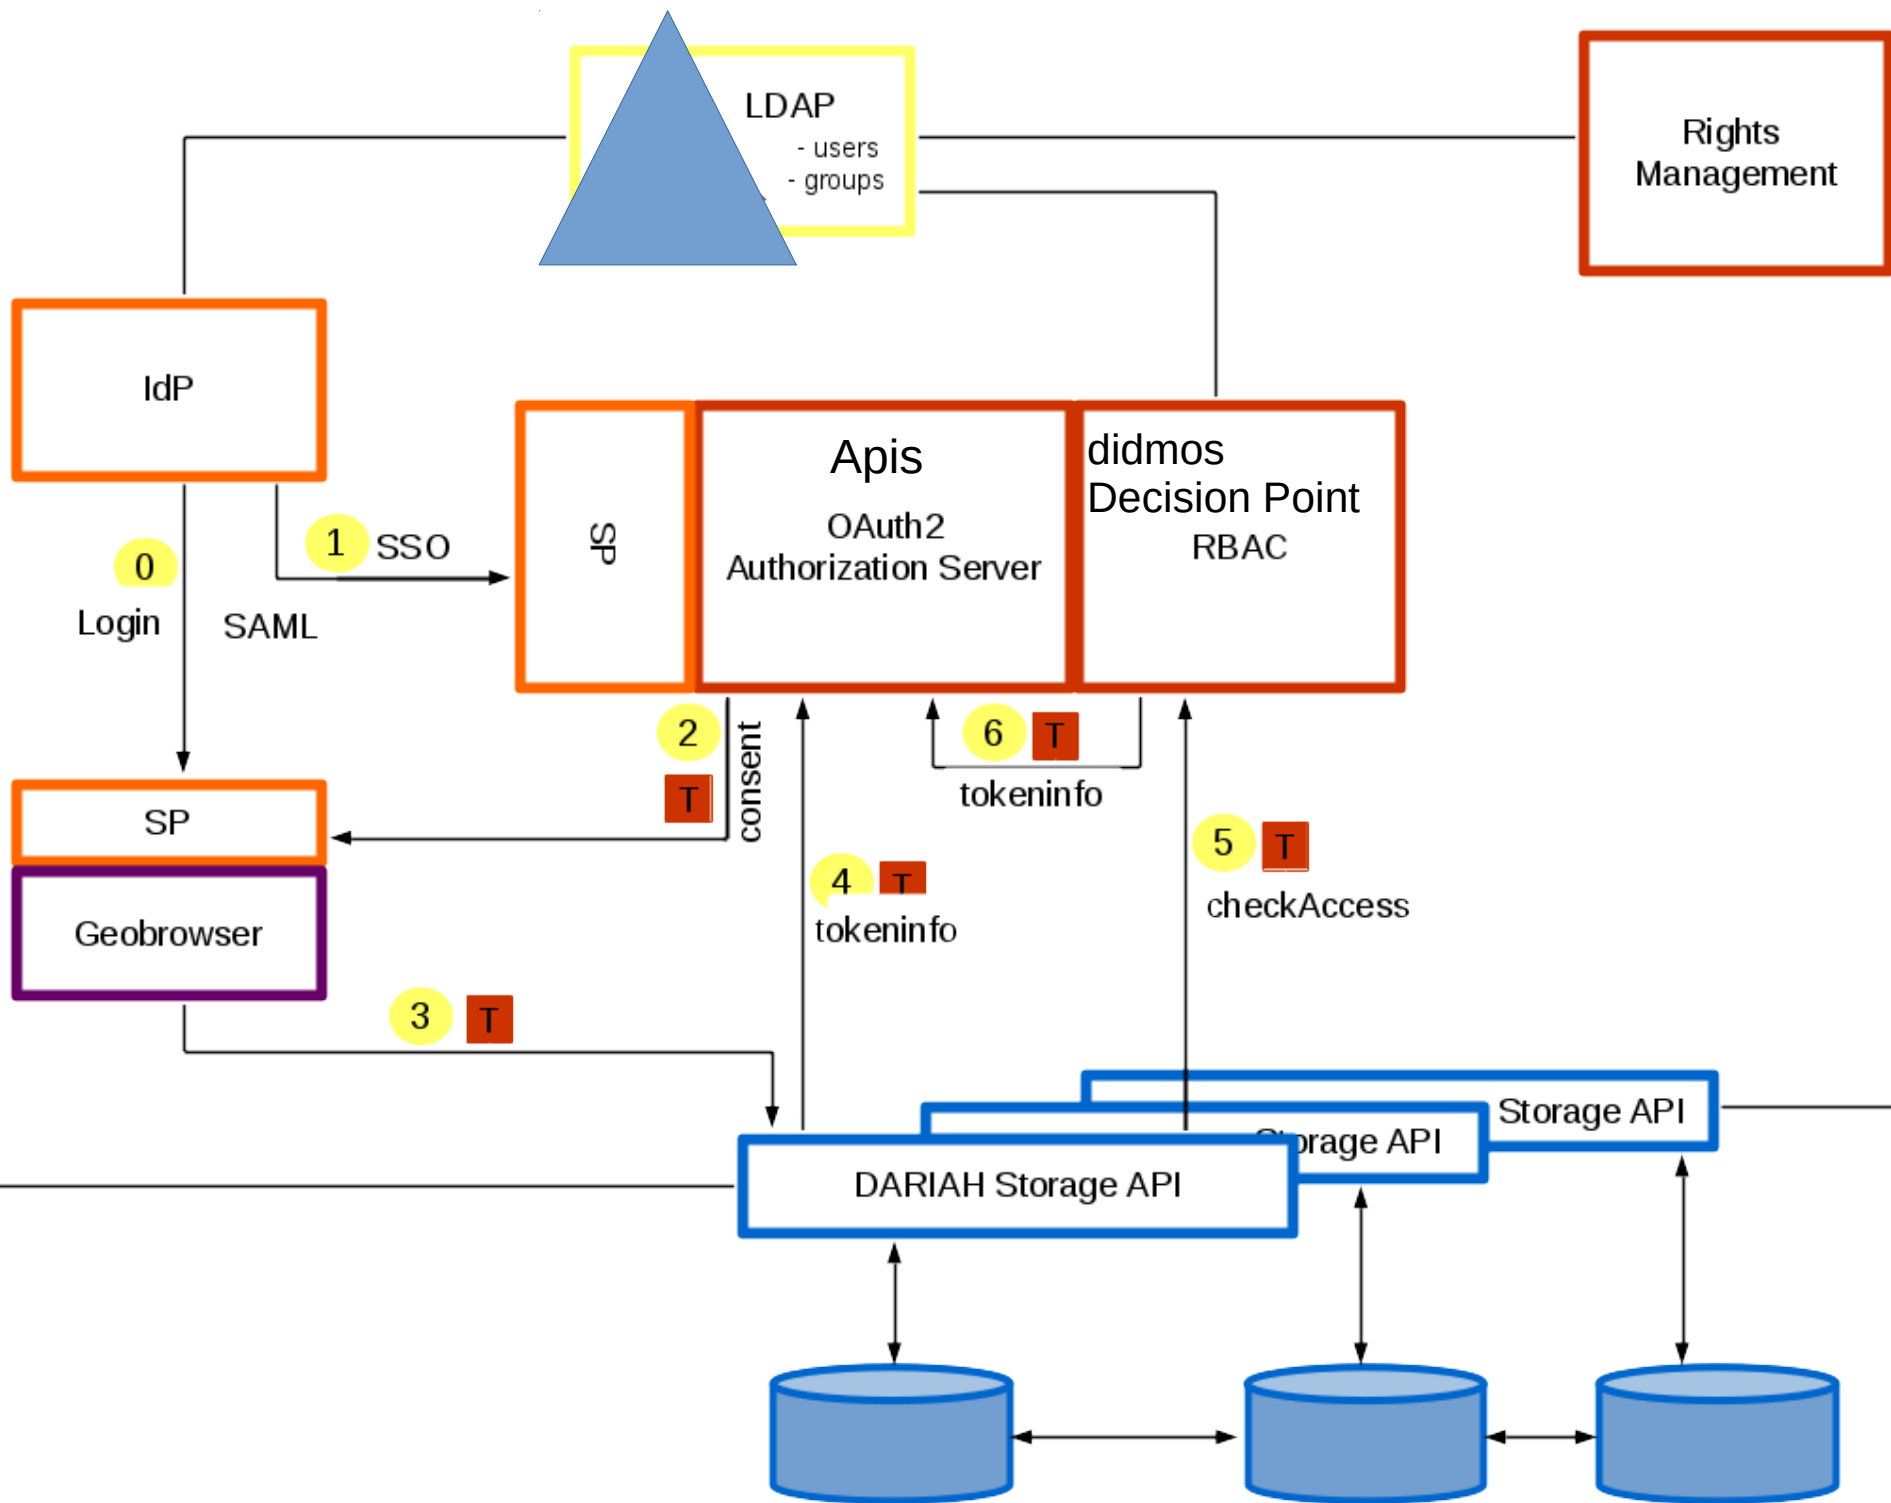 LDAP
- users
- groups
Rights
Management
IdP
Apis
OAuth2
Authorization Server
didmos
Decision Point
RBAC
SP
0
Login
1
SSO
SAML
2
T
consent
6
T
tokeninfo
SP
Geobrowser
4
T
tokeninfo
5
T
checkAccess
3
T
Storage API
Storage API
DARIAH Storage API